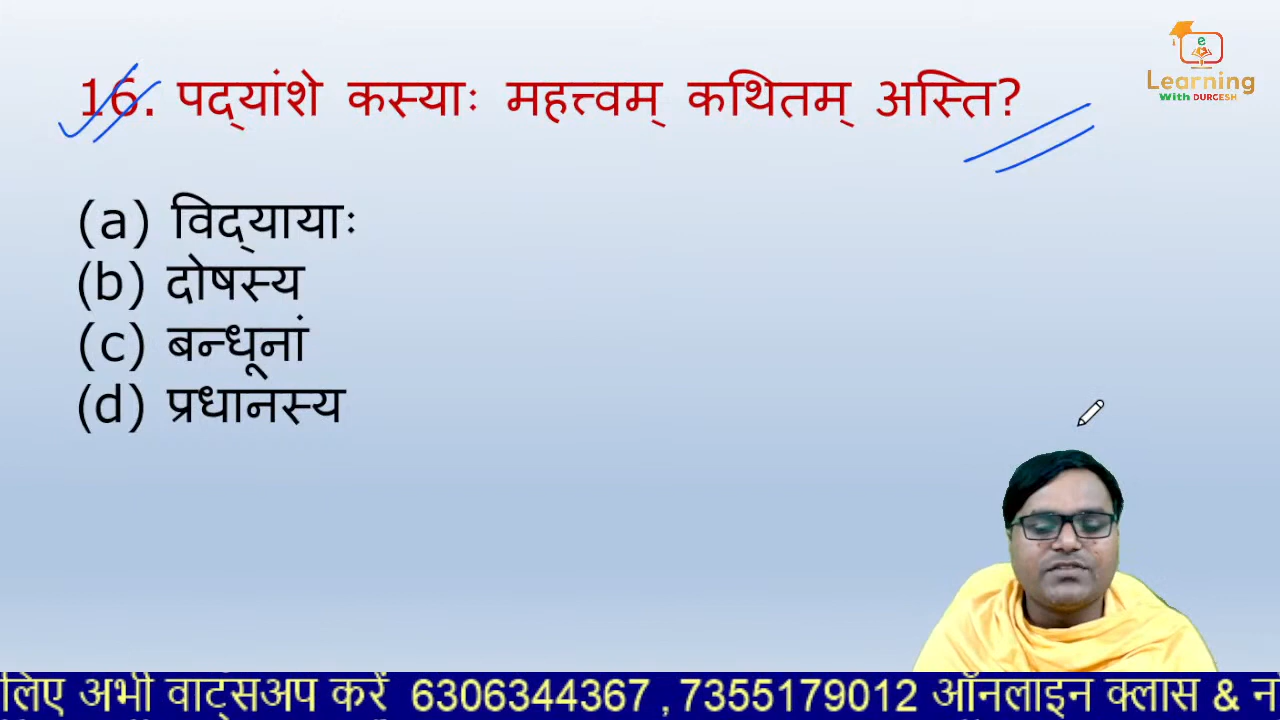 e
Learning
With DURGESH
16. पद्यांशे कस्याः महत्त्वम् कथितम् अस्ति?
(a) विद्यायाः
(b) दोषस्य
(c) बन्धूनां
(d) प्रधानस्य
लिए अभी वाट्सअप करें 6306344367 , 7355179012 ऑनलाइन क्लास &